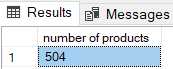 Results Messages
number of products
1 504